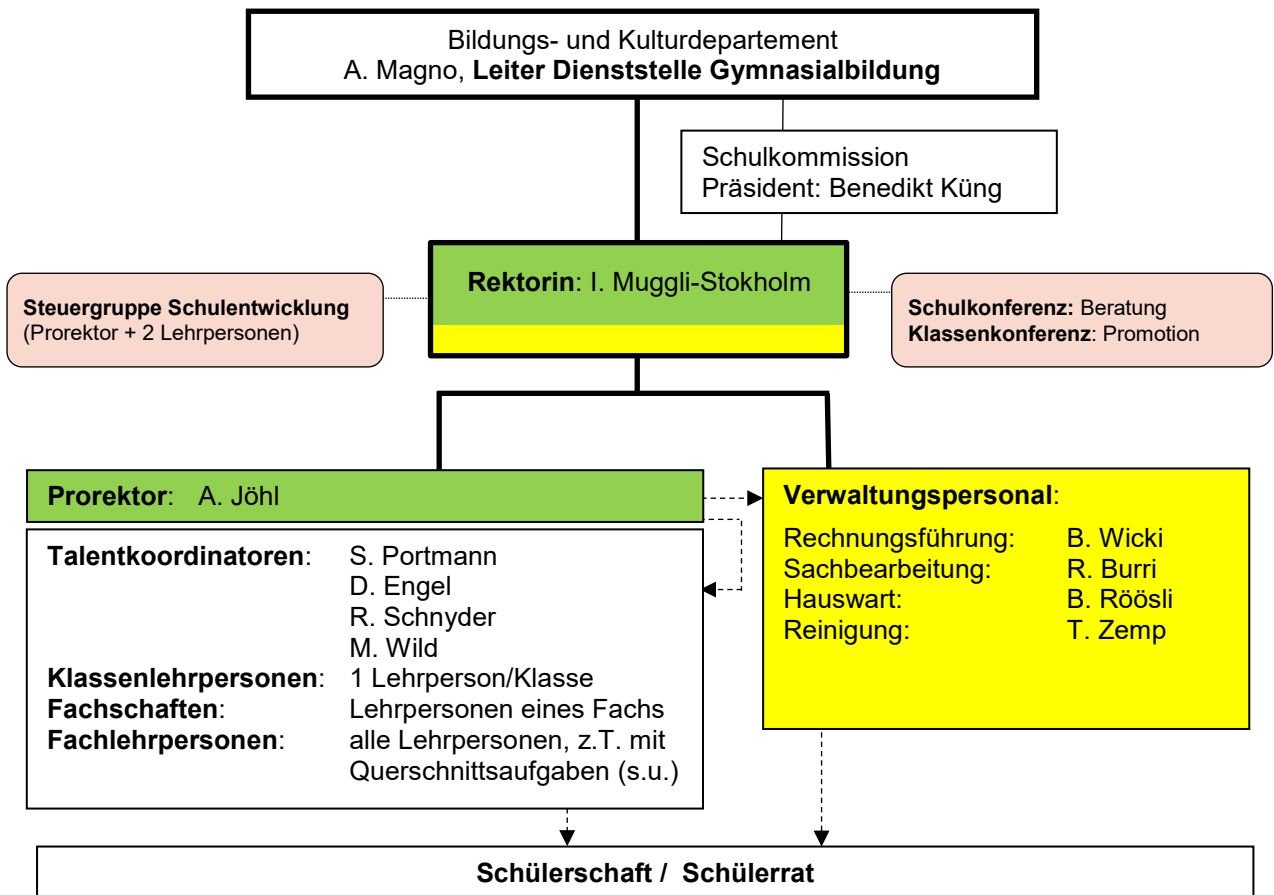 Bildungs- und Kulturdepartement
A. Magno, Leiter Dienststelle Gymnasialbildung
Schulkommission
Präsident: Benedikt Küng
Rektorin: I. Muggli-Stokholm
Steuergruppe Schulentwicklung
(Prorektor + 2 Lehrpersonen)
Schulkonferenz: Beratung
Klassenkonferenz: Promotion
Prorektor: A. Jöhl
Talentkoordinatoren: S. Portmann
D. Engel
R. Schnyder
M. Wild
Klassenlehrpersonen: 1 Lehrperson/Klasse
Fachschaften: Lehrpersonen eines Fachs
Fachlehrpersonen: alle Lehrpersonen, z.T. mit
Querschnittsaufgaben (s.u.)
Verwaltungspersonal:
Rechnungsführung: B. Wicki
Sachbearbeitung: R. Burri
Hauswart: B. Röösli
Reinigung: T. Zemp
Schülerschaft / Schülerrat